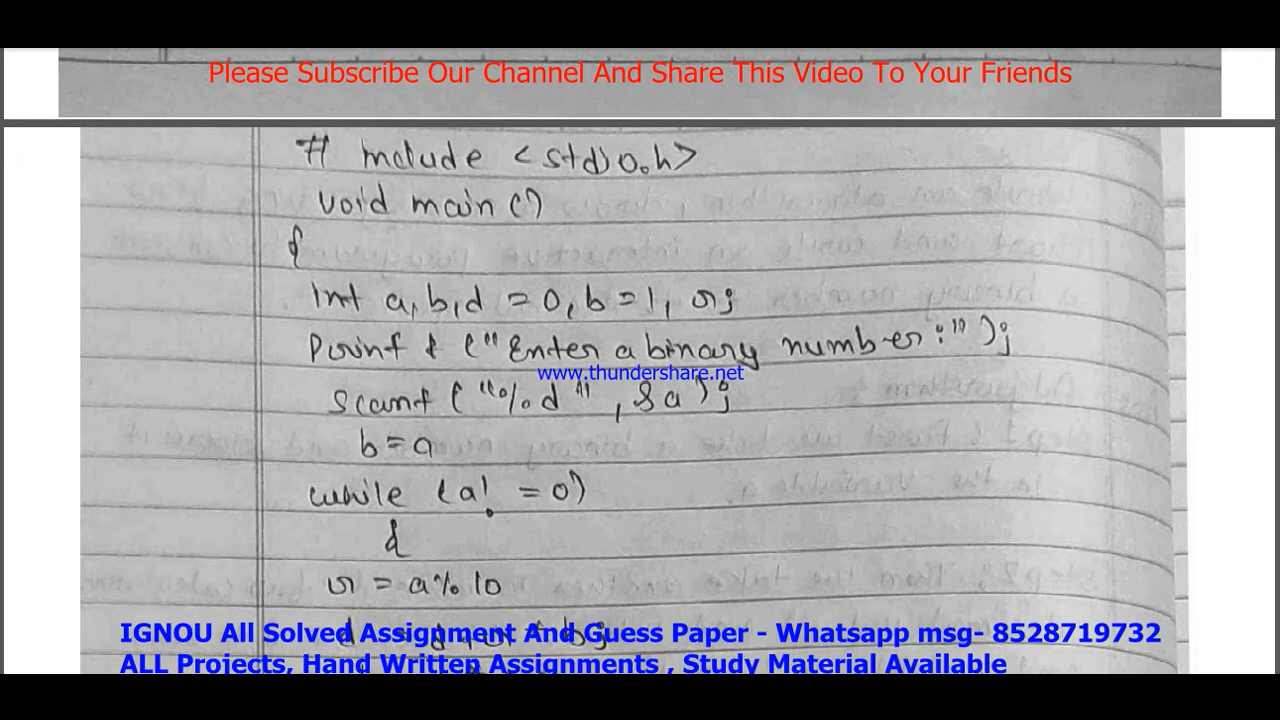 Please Subscribe Our Channel And Share This Video To Your Friends
# include <stdio.h>
void main()
{
int a,b,d = 0,b=1, r;
printf ("Enter a binary number:");
www.thundershare.net
scanf ("%d" ,&a);
b=a
while (a! = 0)
{
r = a% 10
IGNOU All Solved Assignment And Guess Paper - Whatsapp msg- 8528719732
ALL Projects, Hand Written Assignments , Study Material Available